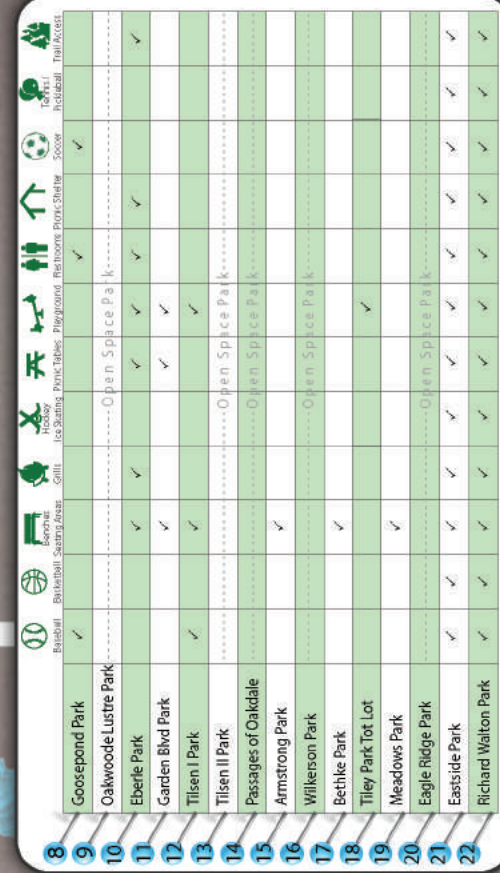 Baseball
Basketball
Benches
Seating Areas
Grills
Hockey
Ice Skating
Picnic Tables
Playground
Restrooms
Picnic Shelter
Soccer
Tennis/
Pickleball
Trail Access
8 Goosepond Park
9 Oakwoode Lustre Park Open Space Park
10 Eberle Park
11 Garden Blvd Park
12 Tilsen I Park
13 Tilsen II Park Open Space Park
14 Passages of Oakdale Open Space Park
15 Armstrong Park
16 Wilkerson Park Open Space Park
17 Bethke Park
18 Tiley Park Tot Lot
19 Meadows Park
20 Eagle Ridge Park Open Space Park
21 Eastside Park
22 Richard Walton Park